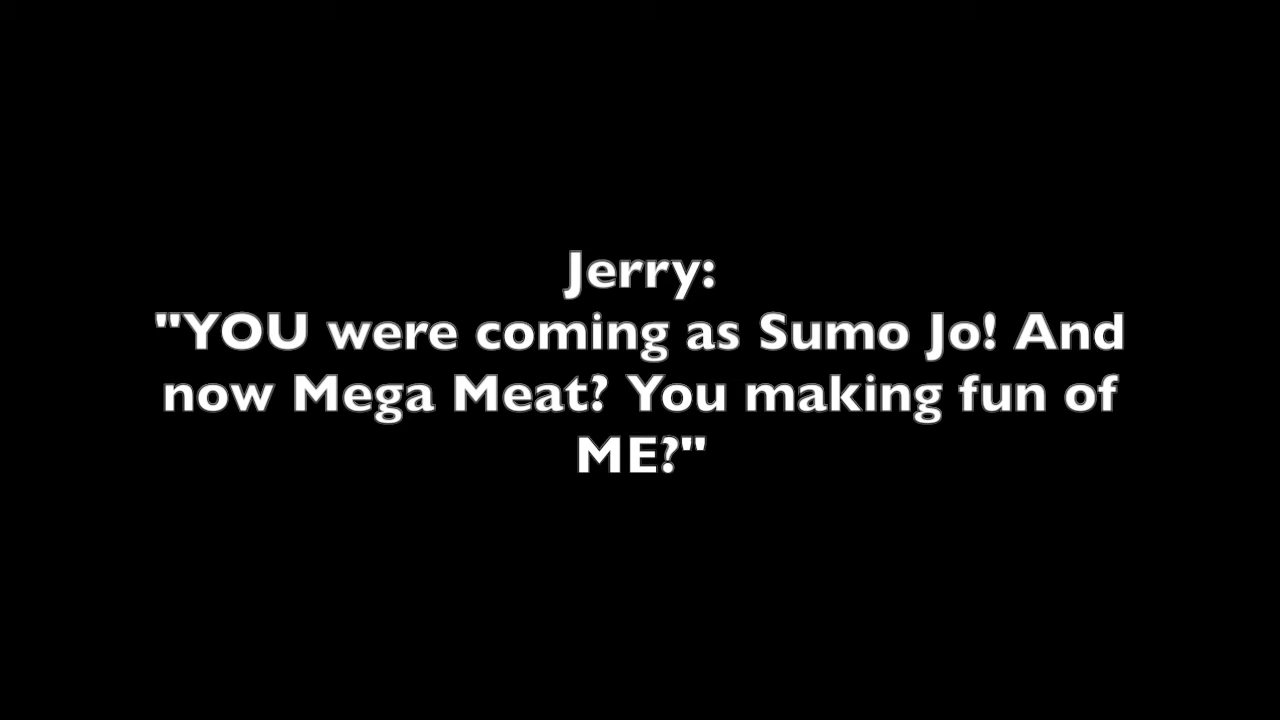 Jerry:
"YOU were coming as Sumo Jo! And
now Mega Meat? You making fun of
ME?"